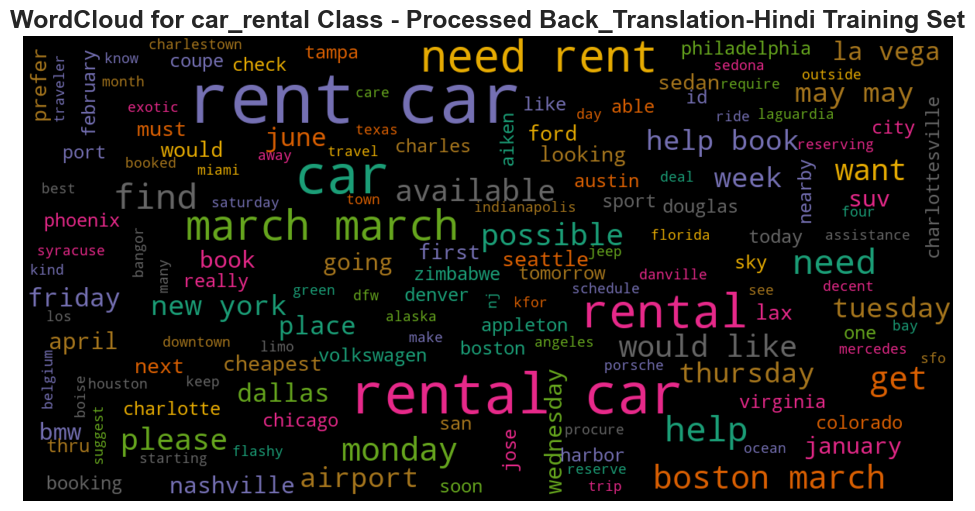 WordCloud for car_rental Class - Processed Back_Translation-Hindi Training Set
charlestown
tampa
need rent
philadelphia
la vega
prefer
traveler
know
february
coupe
check
sedona
sedan
require
outside
month
rent car
care
like
id
able
may may
exotic
must
june
texas
day
ride
laguardia
port
would
charles
aiken
ford
help book
city
reserving
charlottesville
booked
miami
away
travel
looking
want
best
find
saturday
car
town
available
austin
deal
week
nearby
suv
four
phoenix
march march
indianapolis
sport
douglas
possible
florida
today
assistance
syracuse
bangor
many
book
really
going
first
seattle
jeep
sky
need
kind
zimbabwe
tomorrow
danville
see
decent
friday
new york
green
dfw
denver
nj
kfor
schedule
rental
lax
tuesday
los
place
alaska
make
appleton
angeles
one
bay
april
downtown
limo
volkswagen
boston
would like
mercedes
sfo
belgium
boise
houston
next
keep
cheapest
porsche
thursday
get
charlotte
dallas
rental car
wednesday
virginia
bmw
thru
suggest
please
chicago
san
jose
procure
help
colorado
january
flashy
monday
harbor
ocean
starting
airport
reserve
booking
nashville
soon
trip
boston march